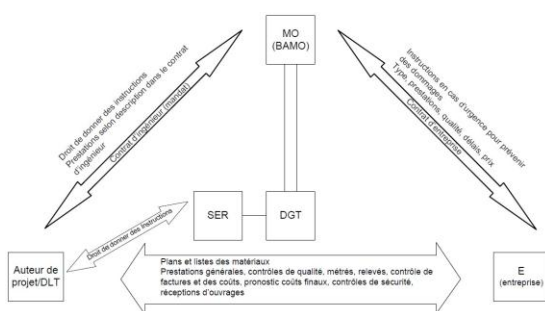 MO
(BAMO)
Droit de donner des instructions
Prestations selon description dans le contrat
d'ingénieur
Contrat d'ingénieur (mandat)
Instructions en cas d'urgence pour prévenir
des dommages
Type, prestations, qualité, délais, prix
Contrat d'entreprise
SER
DGT
Droit de donner des instructions
Auteur de
projet/DLT
Plans et listes des matériaux
Prestations générales, contrôles de qualité, métrés, relevés, contrôle de
factures et des coûts, pronostic coûts finaux, contrôles de sécurité,
réceptions d'ouvrages
E
(entreprise)